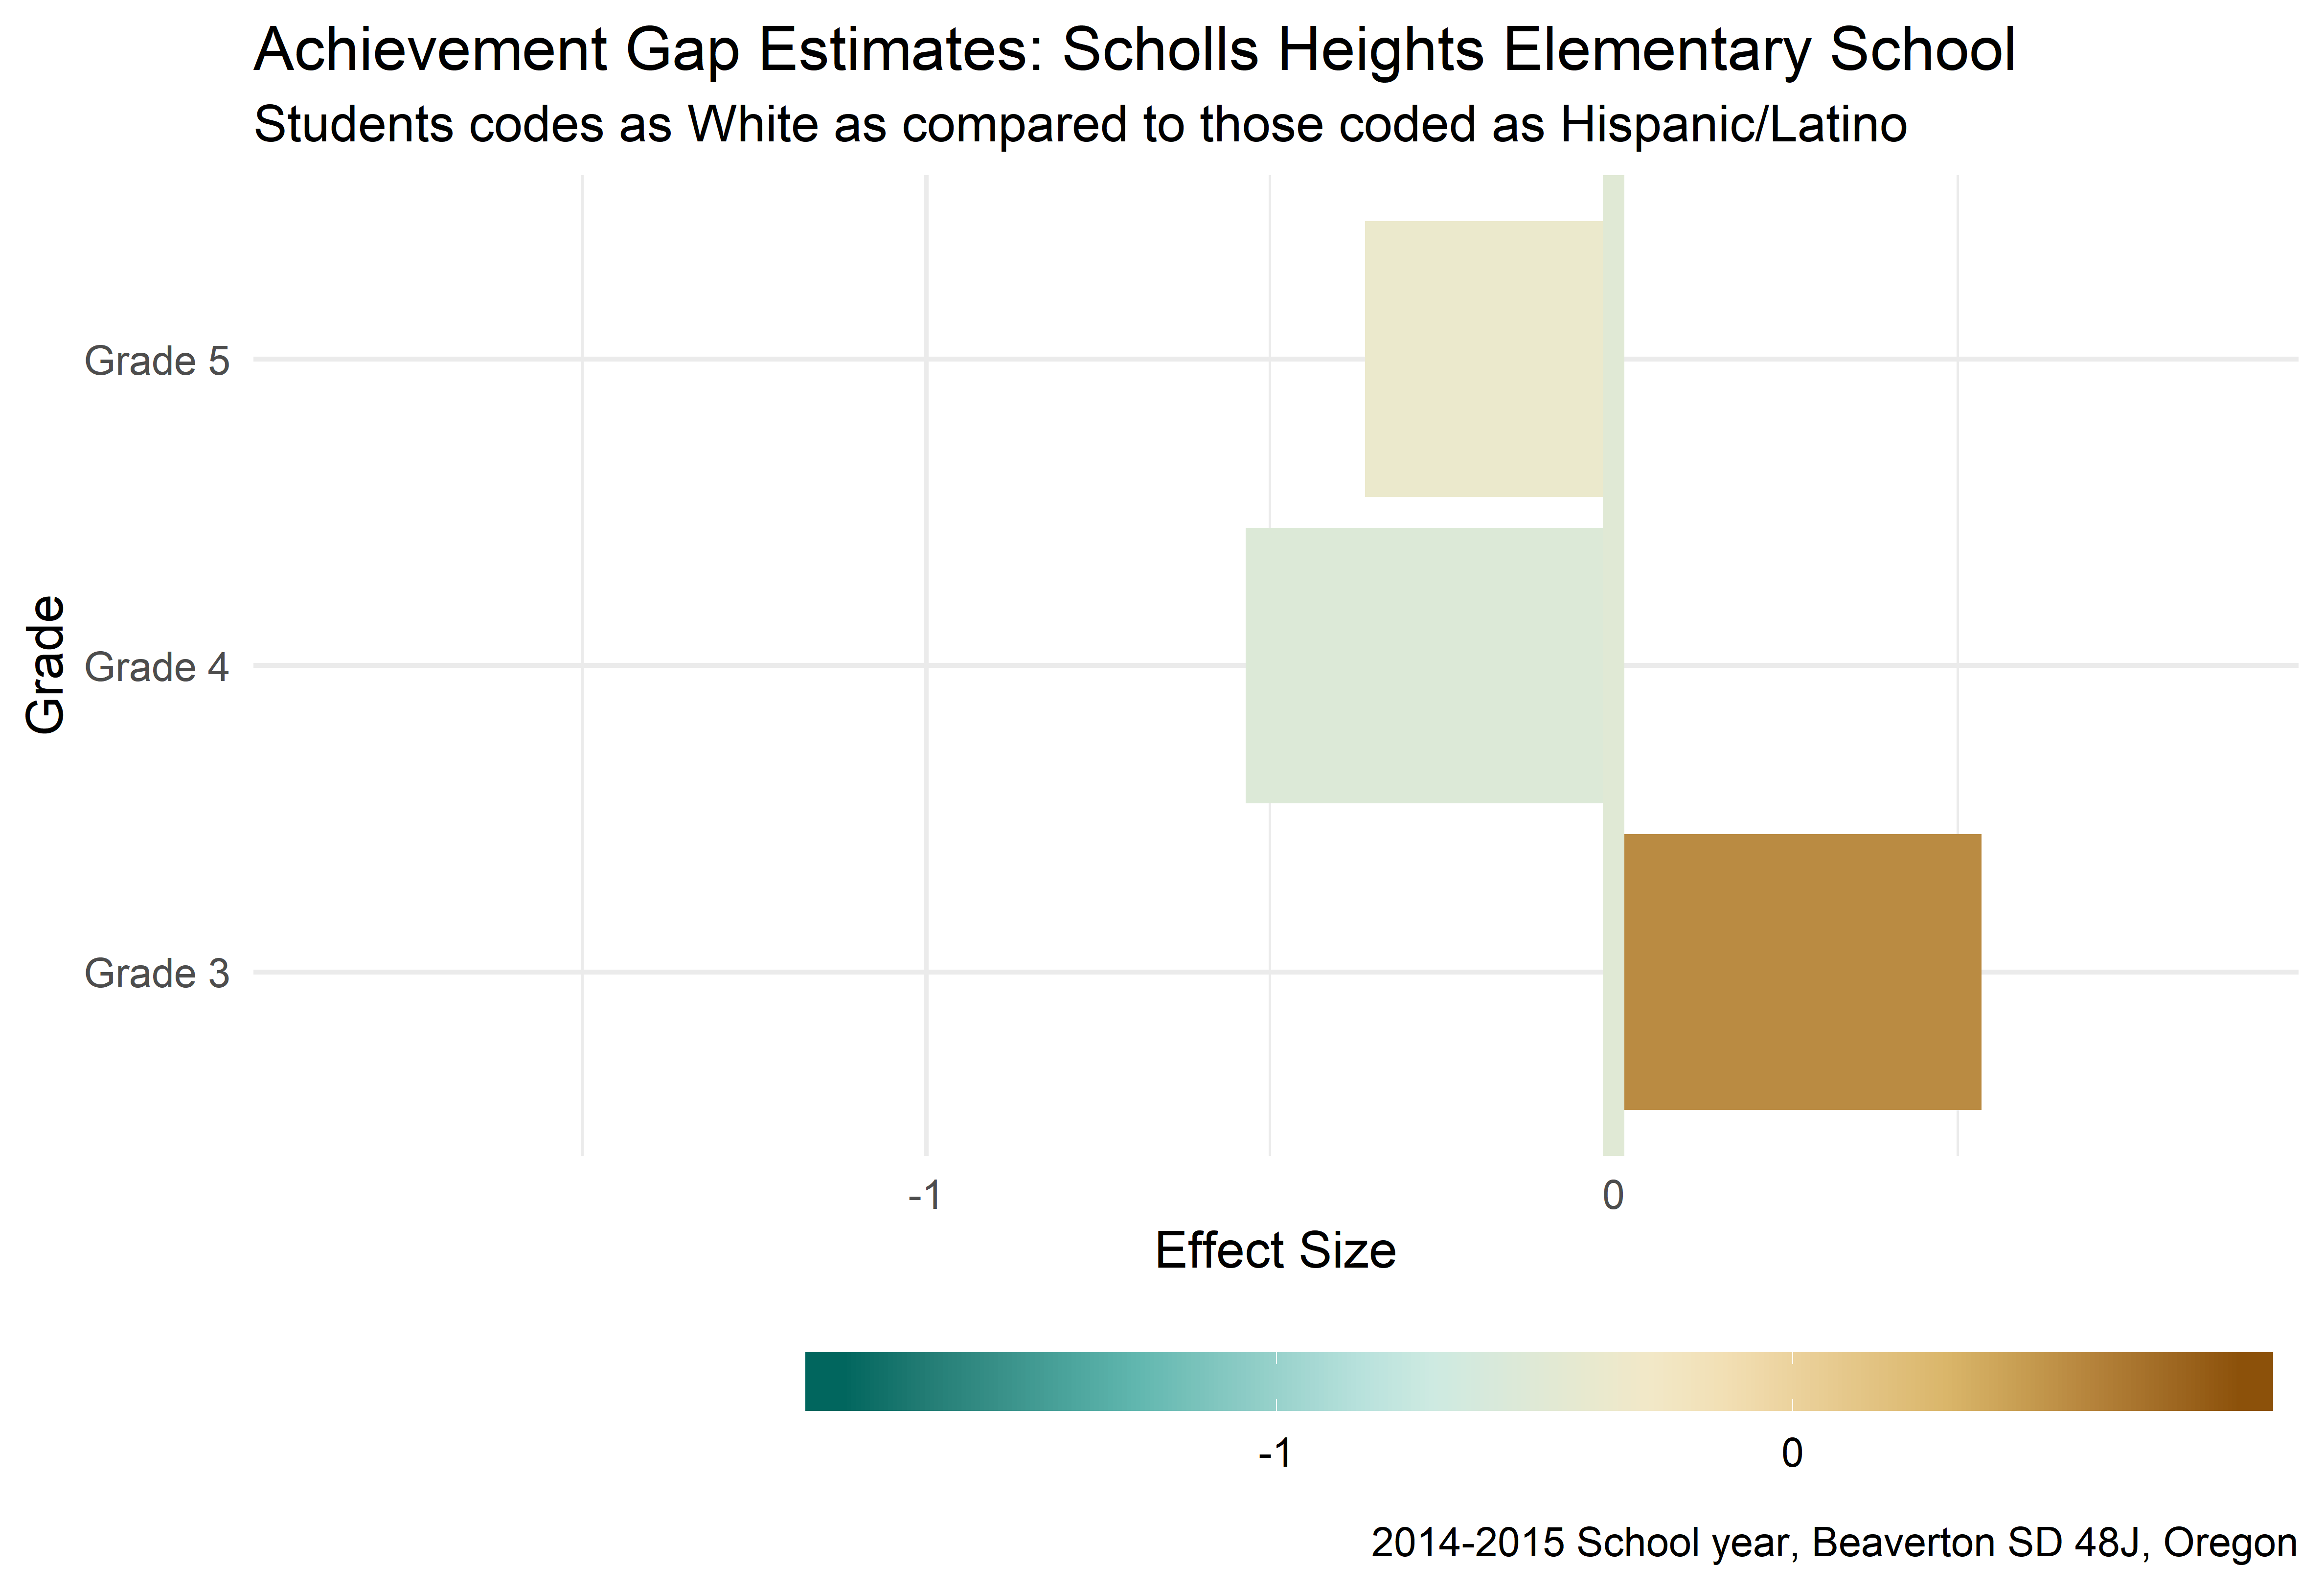 Achievement Gap Estimates: Scholls Heights Elementary School
Students codes as White as compared to those coded as Hispanic/Latino
Grade
Grade 5
Grade 4
Grade 3
-1
0
Effect Size
-1
0
2014-2015 School year, Beaverton SD 48J, Oregon